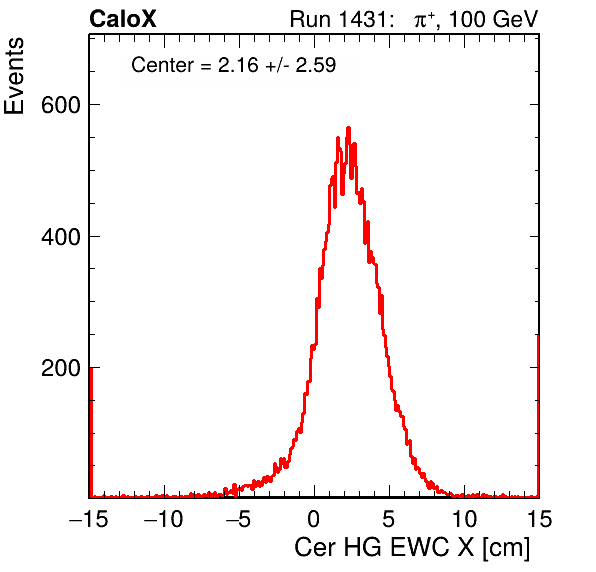 CaloX Run 1431: π⁺, 100 GeV
Center = 2.16 +/- 2.59
Events
600
400
200
−15 −10 −5 0 5 10 15
Cer HG EWC X [cm]